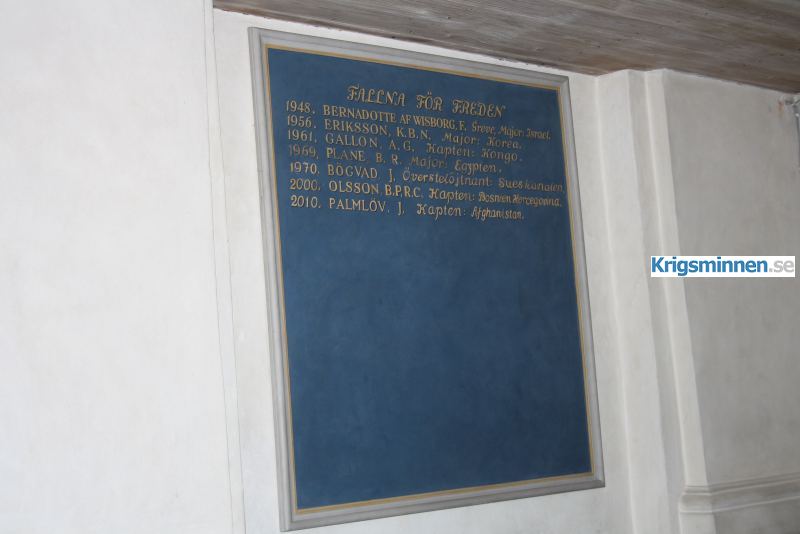 FALLNA FÖR FREDEN
1948. BERNADOTTE AF WISBORG, F. Greve, Major: Israel.
1956. ERIKSSON, K.B.N. Major: Korea.
1961. GALLON, A.G. Kapten: Kongo.
1969. PLANE, B. R. Major: Egypten.
1970. BÖGVAD, J. Överstelöjtnant: Sueskanalen.
2000. OLSSON, B.P.R.C. Kapten: Bosnien Hercegovina.
2010. PALMLÖV, J. Kapten: Afghanistan.
Krigsminnen.se